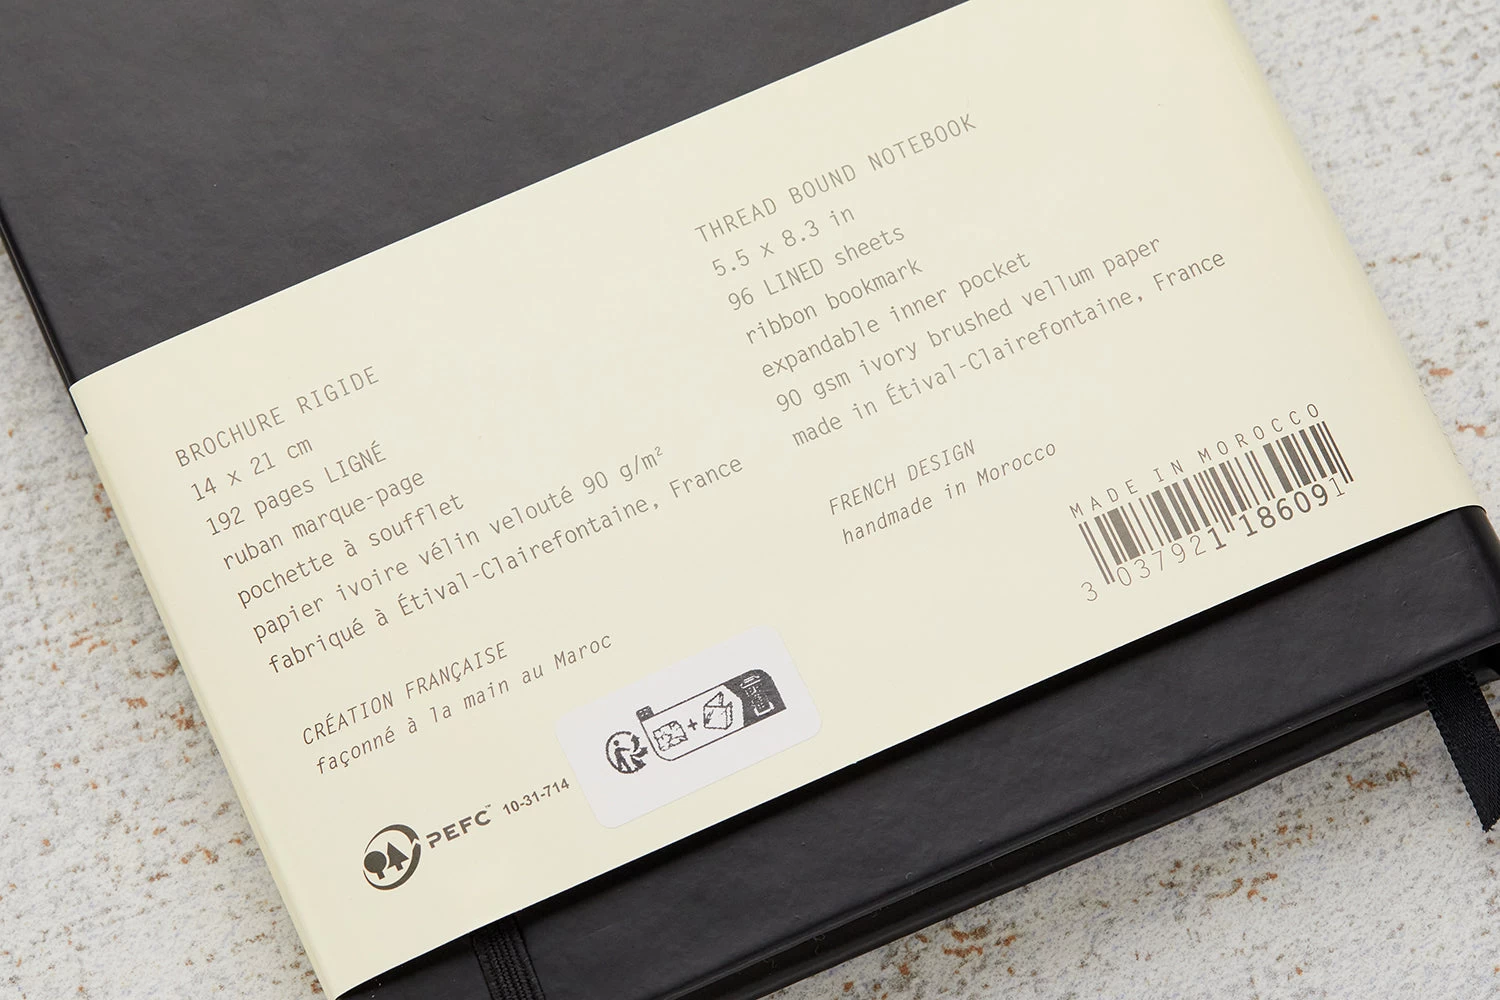 BROCHURE RIGIDE
14 x 21 cm
192 pages LIGNÉ
ruban marque-page
pochette à soufflet
papier ivoire vélin velouté 90 g/m²
fabriqué à Étival-Clairefontaine, France
CRÉATION FRANÇAISE
façonné à la main au Maroc
PEFC™ 10-31-714
THREAD BOUND NOTEBOOK
5.5 x 8.3 in
96 LINED sheets
ribbon bookmark
expandable inner pocket
90 gsm ivory brushed vellum paper
made in Étival-Clairefontaine, France
FRENCH DESIGN
handmade in Morocco
MADE IN MOROCCO
3 037921 186091